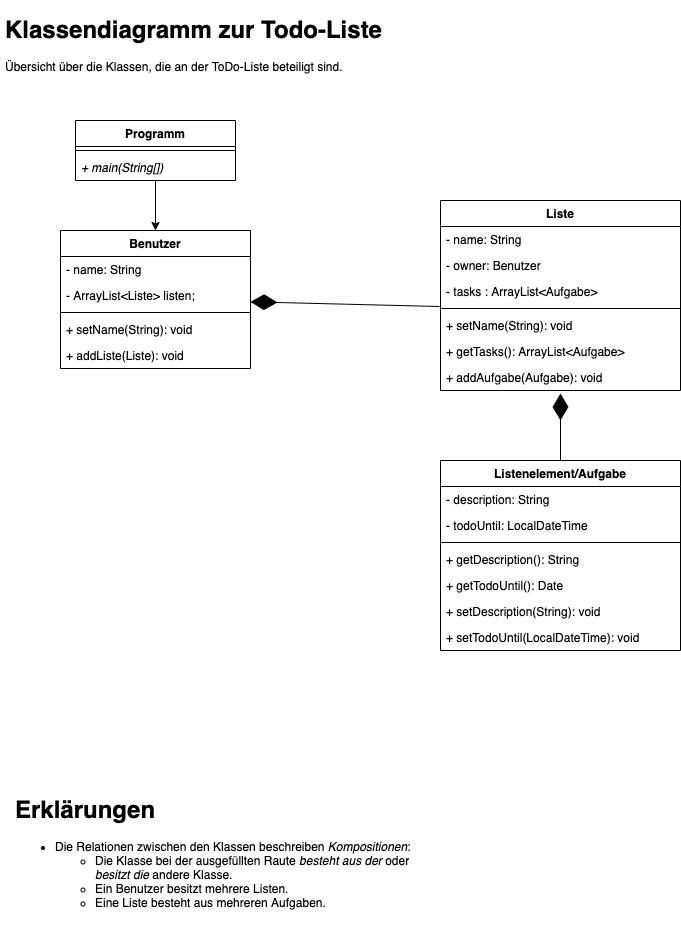 Klassendiagramm zur Todo-Liste
Übersicht über die Klassen, die an der ToDo-Liste beteiligt sind.
Programm
+ main(String[])
Benutzer
- name: String
- ArrayList<Liste> listen;
+ setName(String): void
+ addListe(Liste): void
Liste
- name: String
- owner: Benutzer
- tasks : ArrayList<Aufgabe>
+ setName(String): void
+ getTasks(): ArrayList<Aufgabe>
+ addAufgabe(Aufgabe): void
Listenelement/Aufgabe
- description: String
- todoUntil: LocalDateTime
+ getDescription(): String
+ getTodoUntil(): Date
+ setDescription(String): void
+ setTodoUntil(LocalDateTime): void
Erklärungen
Die Relationen zwischen den Klassen beschreiben Kompositionen:
Die Klasse bei der ausgefüllten Raute besteht aus der oder
besitzt die andere Klasse.
Ein Benutzer besitzt mehrere Listen.
Eine Liste besteht aus mehreren Aufgaben.